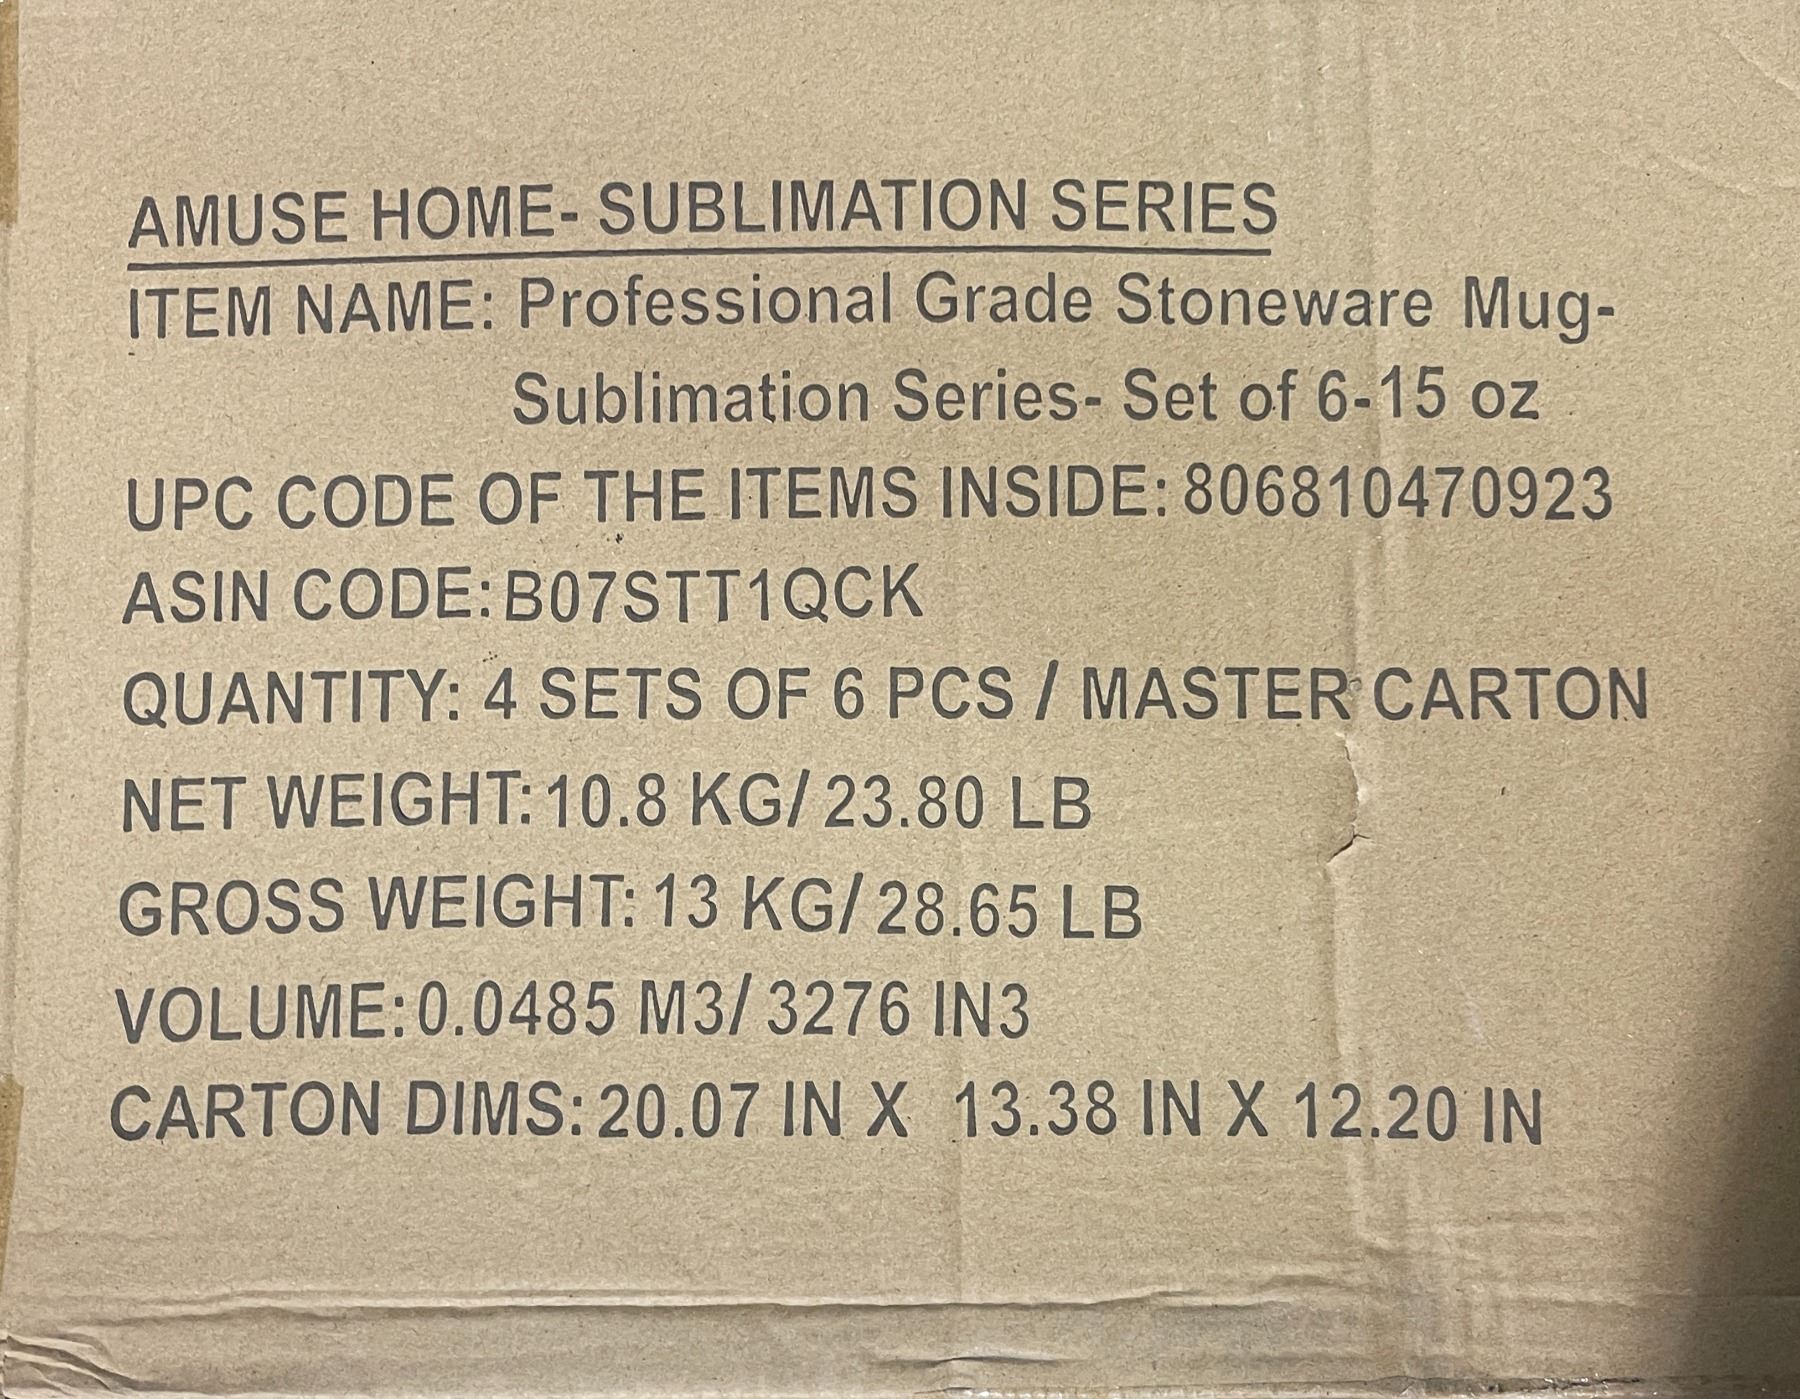 AMUSE HOME- SUBLIMATION SERIES
ITEM NAME: Professional Grade Stoneware Mug-
Sublimation Series- Set of 6-15 oz
UPC CODE OF THE ITEMS INSIDE: 806810470923
ASIN CODE: B07STT1QCK
QUANTITY: 4 SETS OF 6 PCS / MASTER CARTON
NET WEIGHT: 10.8 KG/ 23.80 LB
GROSS WEIGHT: 13 KG/ 28.65 LB
VOLUME: 0.0485 M3/ 3276 IN3
CARTON DIMS: 20.07 IN X 13.38 IN X 12.20 IN